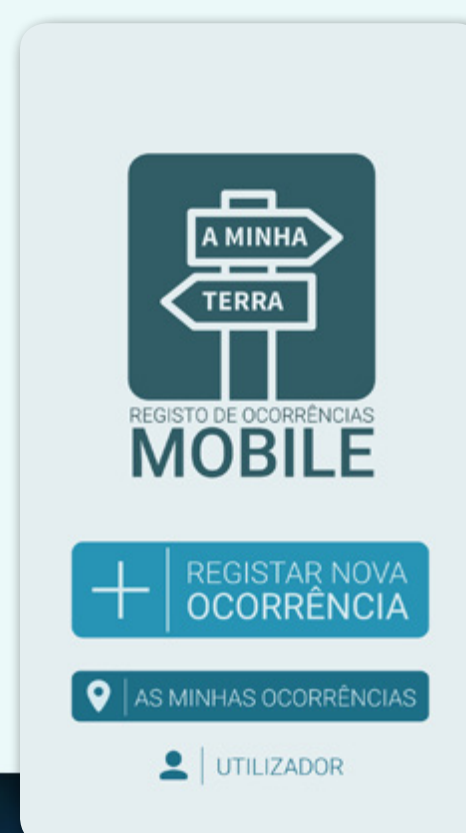 A MINHA
TERRA
REGISTO DE OCORRÊNCIAS
MOBILE
REGISTAR NOVA
OCORRÊNCIA
AS MINHAS OCORRÊNCIAS
UTILIZADOR